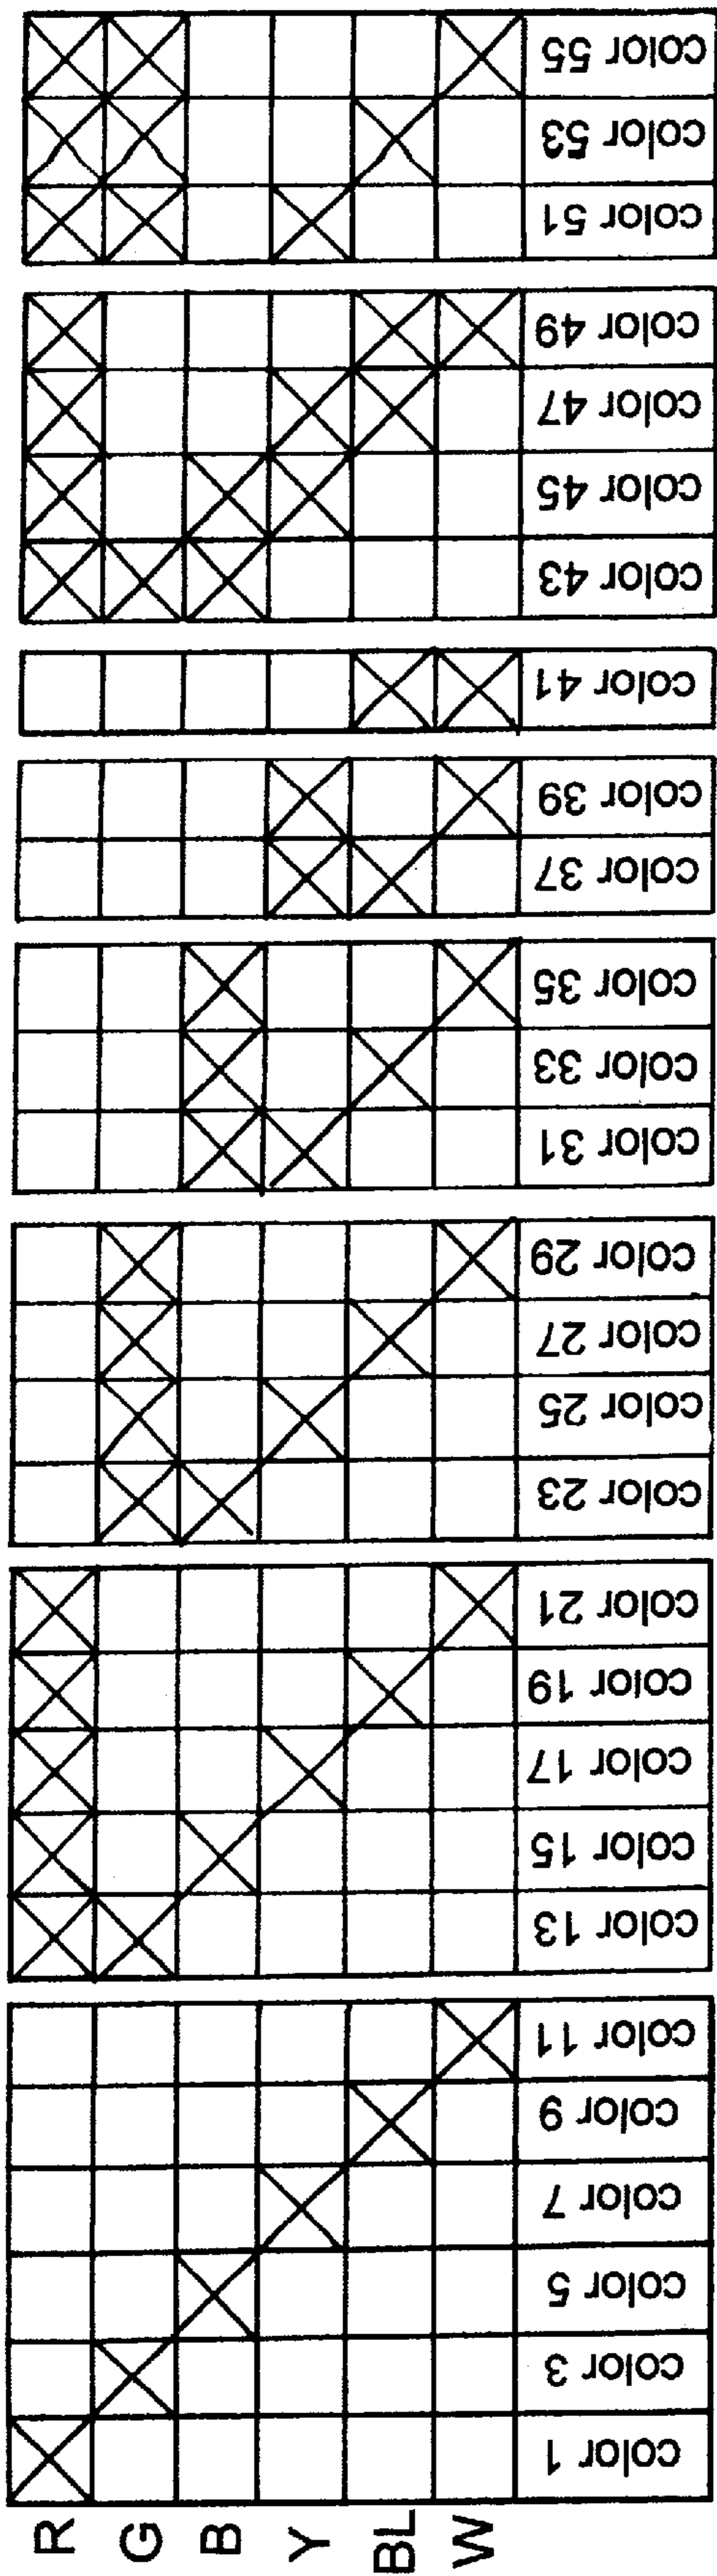 color 55
color 53
color 51
color 49
color 47
color 45
color 43
color 41
color 39
color 37
color 35
color 33
color 31
color 29
color 27
color 25
color 23
color 21
color 19
color 17
color 15
color 13
color 11
color 9
color 7
color 5
color 3
color 1
R
G
B
Y
BL
W